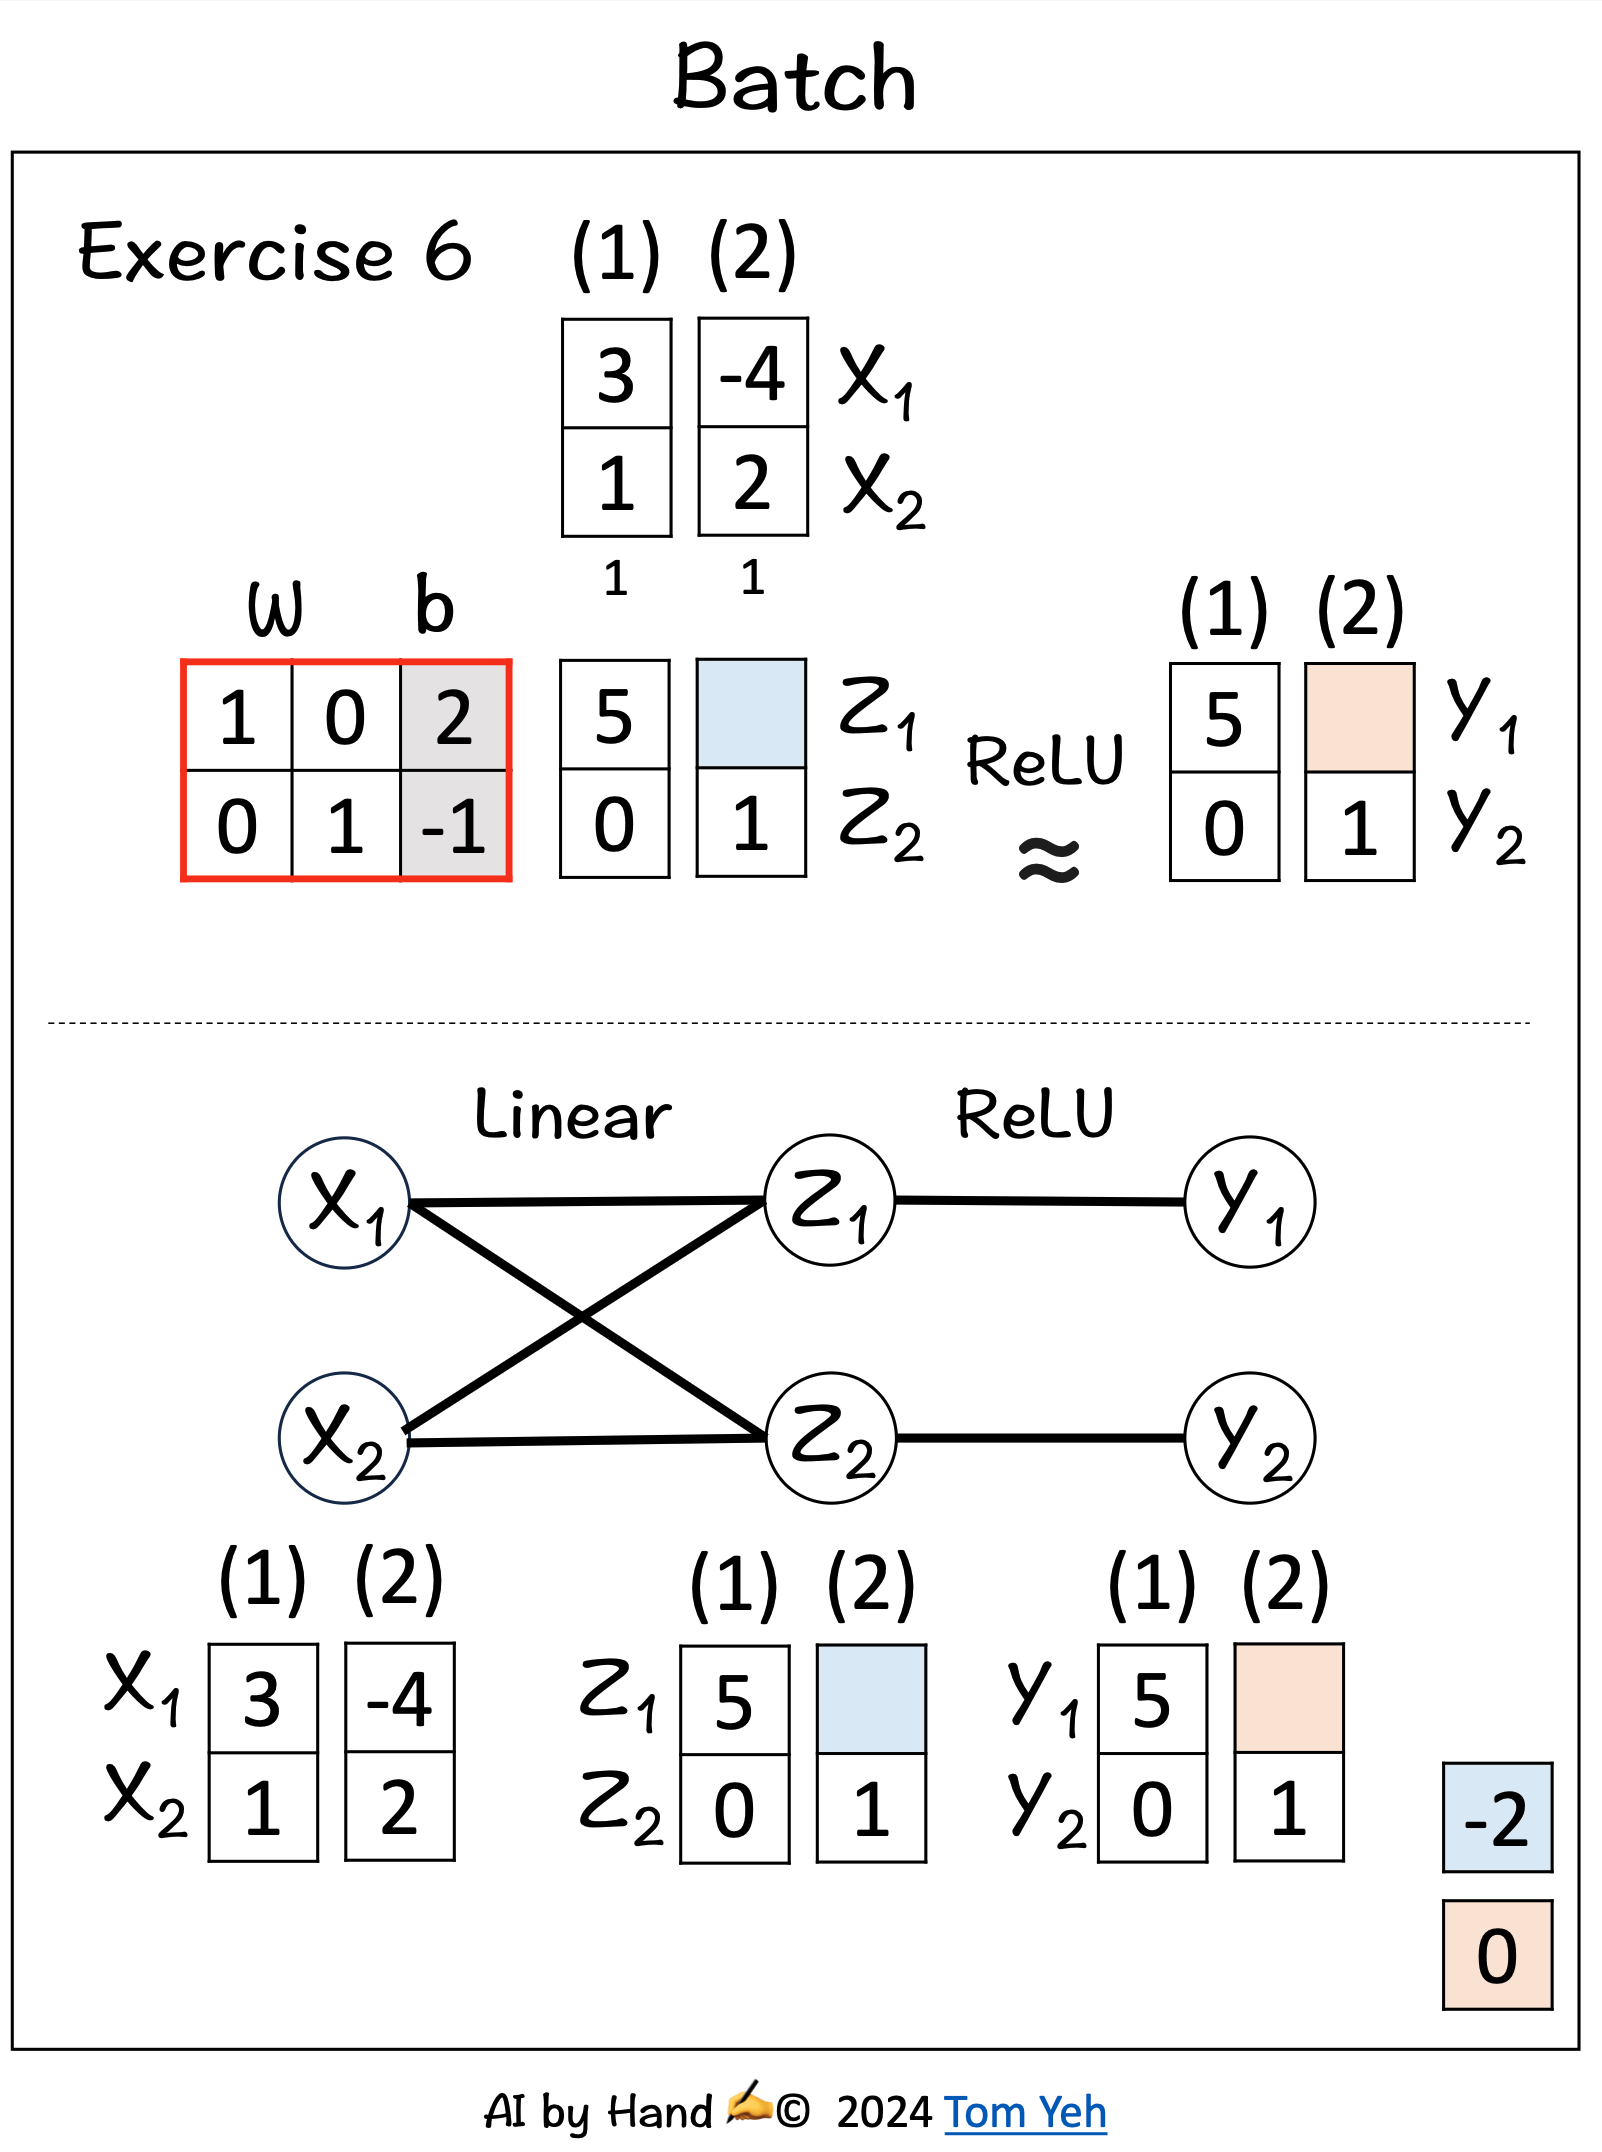 Batch
Exercise 6 (1) (2)
3 -4 X1
1 2 X2
1 1
W b (1) (2)
1 0 2 5 Z1 5 Y1
ReLU
0 1 -1 0 1 Z2 ≈ 0 1 Y2
Linear ReLU
X1 Z1 Y1
X2 Z2 Y2
(1) (2) (1) (2) (1) (2)
X1 3 -4 Z1 5 Y1 5
X2 1 2 Z2 0 1 Y2 0 1
-2
0
AI by Hand ✍️© 2024 Tom Yeh